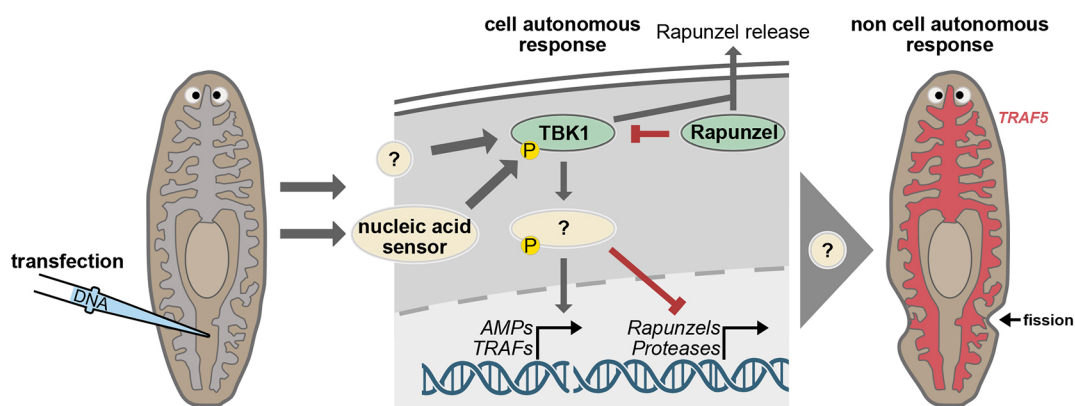 cell autonomous
response
Rapunzel release
non cell autonomous
response
TRAF5
TBK1
Rapunzel
P
?
nucleic acid
sensor
?
P
transfection
DNA
?
AMPs
TRAFs
Rapunzels
Proteases
fission